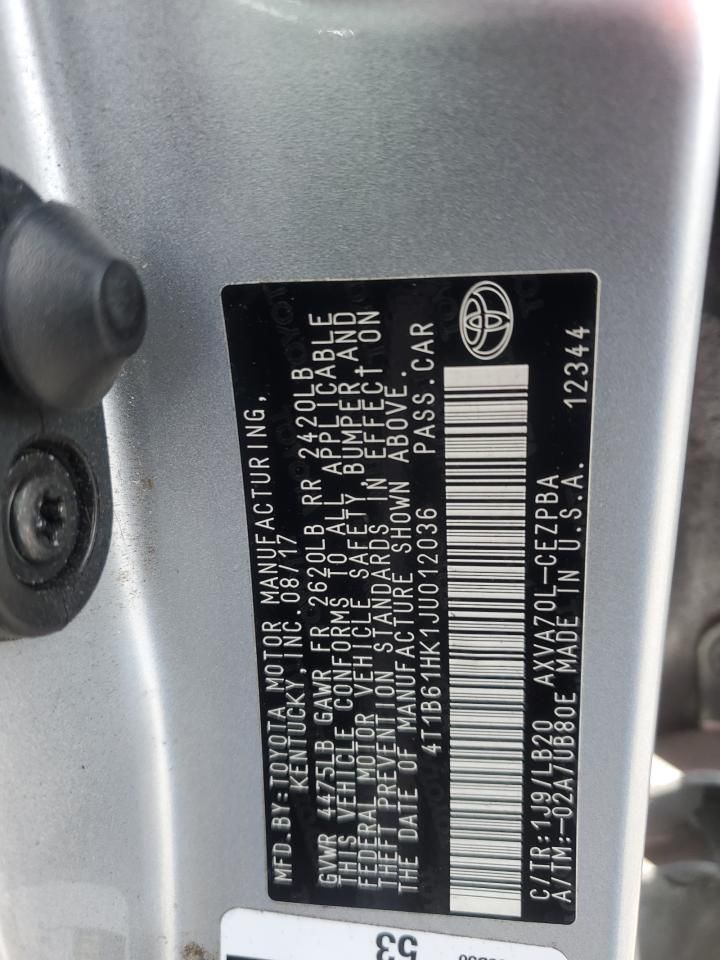 MFD.BY:TOYOTA MOTOR MANUFACTURING,
KENTUCKY, INC. 08/17
GVWR 4475LB GAWR FR 2620LB RR 2420LB
THIS VEHICLE CONFORMS TO ALL APPLICABLE
FEDERAL MOTOR VEHICLE SAFETY, BUMPER, AND
THEFT PREVENTION STANDARDS IN EFFECT ON
THE DATE OF MANUFACTURE SHOWN ABOVE.
4T1B61HK1JU012036 PASS.CAR
C/TR:1J9/LB20 AXVA70L-CEZPBA
A/TM:-02A/UB80E MADE IN U.S.A. 12344
53